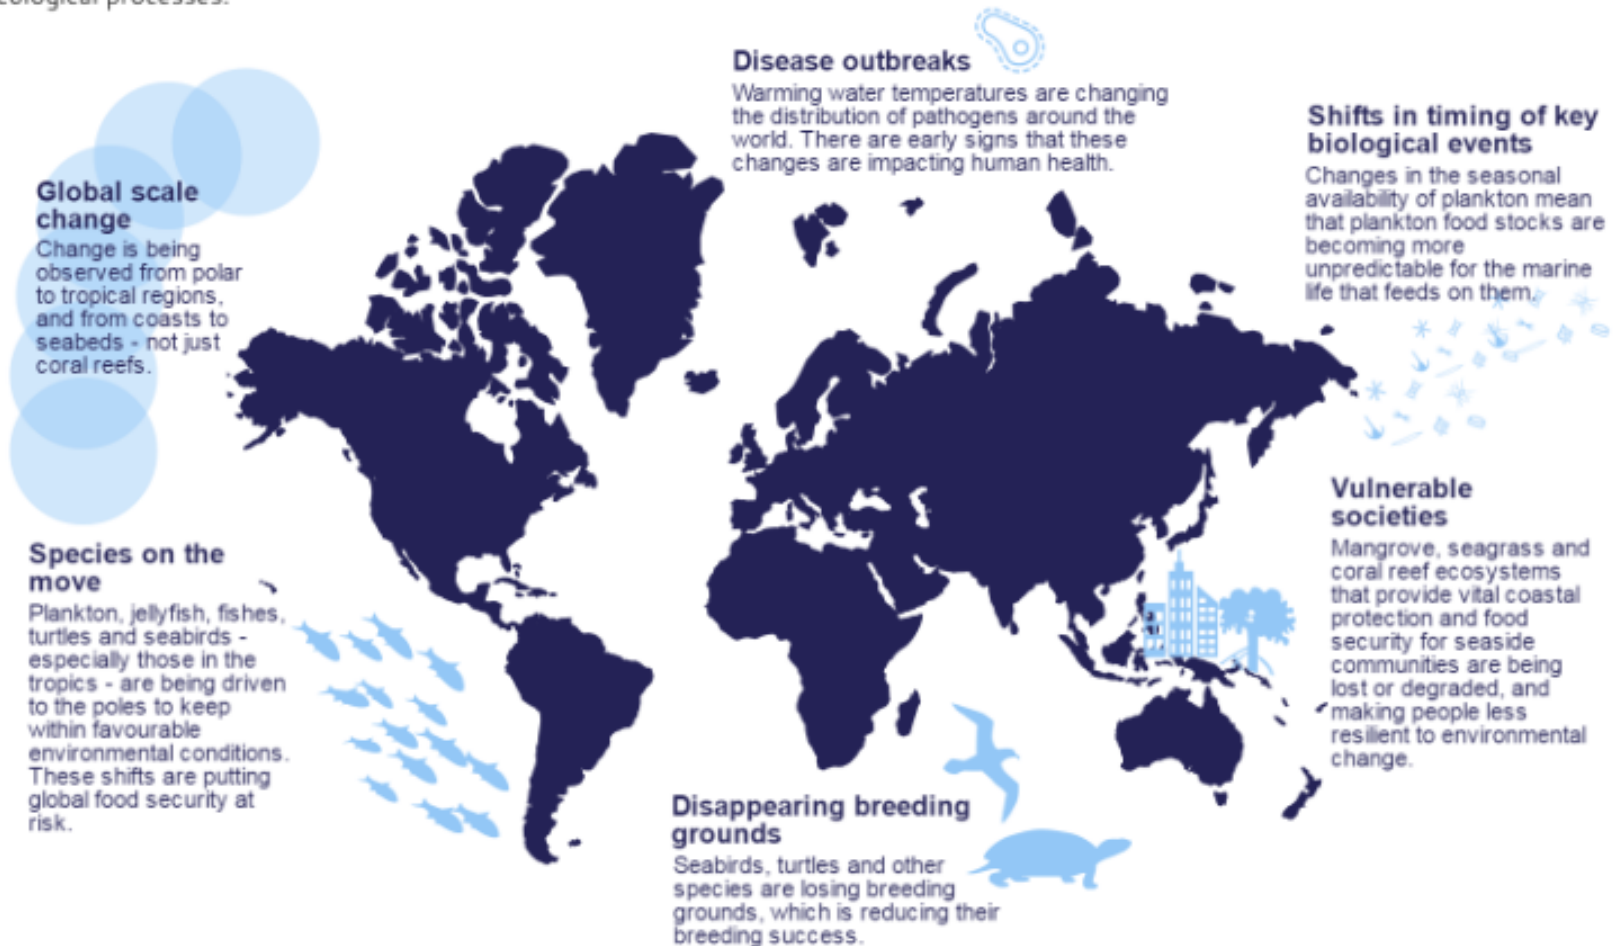 ecological processes.
Disease outbreaks
Warming water temperatures are changing
the distribution of pathogens around the
world. There are early signs that these
changes are impacting human health.
Shifts in timing of key
biological events
Changes in the seasonal
availability of plankton mean
that plankton food stocks are
becoming more
unpredictable for the marine
life that feeds on them.
Global scale
change
Change is being
observed from polar
to tropical regions,
and from coasts to
seabeds - not just
coral reefs.
Vulnerable
societies
Mangrove, seagrass and
coral reef ecosystems
that provide vital coastal
protection and food
security for seaside
communities are being
lost or degraded, and
making people less
resilient to environmental
change.
Species on the
move
Plankton, jellyfish, fishes,
turtles and seabirds -
especially those in the
tropics - are being driven
to the poles to keep
within favourable
environmental conditions.
These shifts are putting
global food security at
risk.
Disappearing breeding
grounds
Seabirds, turtles and other
species are losing breeding
grounds, which is reducing their
breeding success.